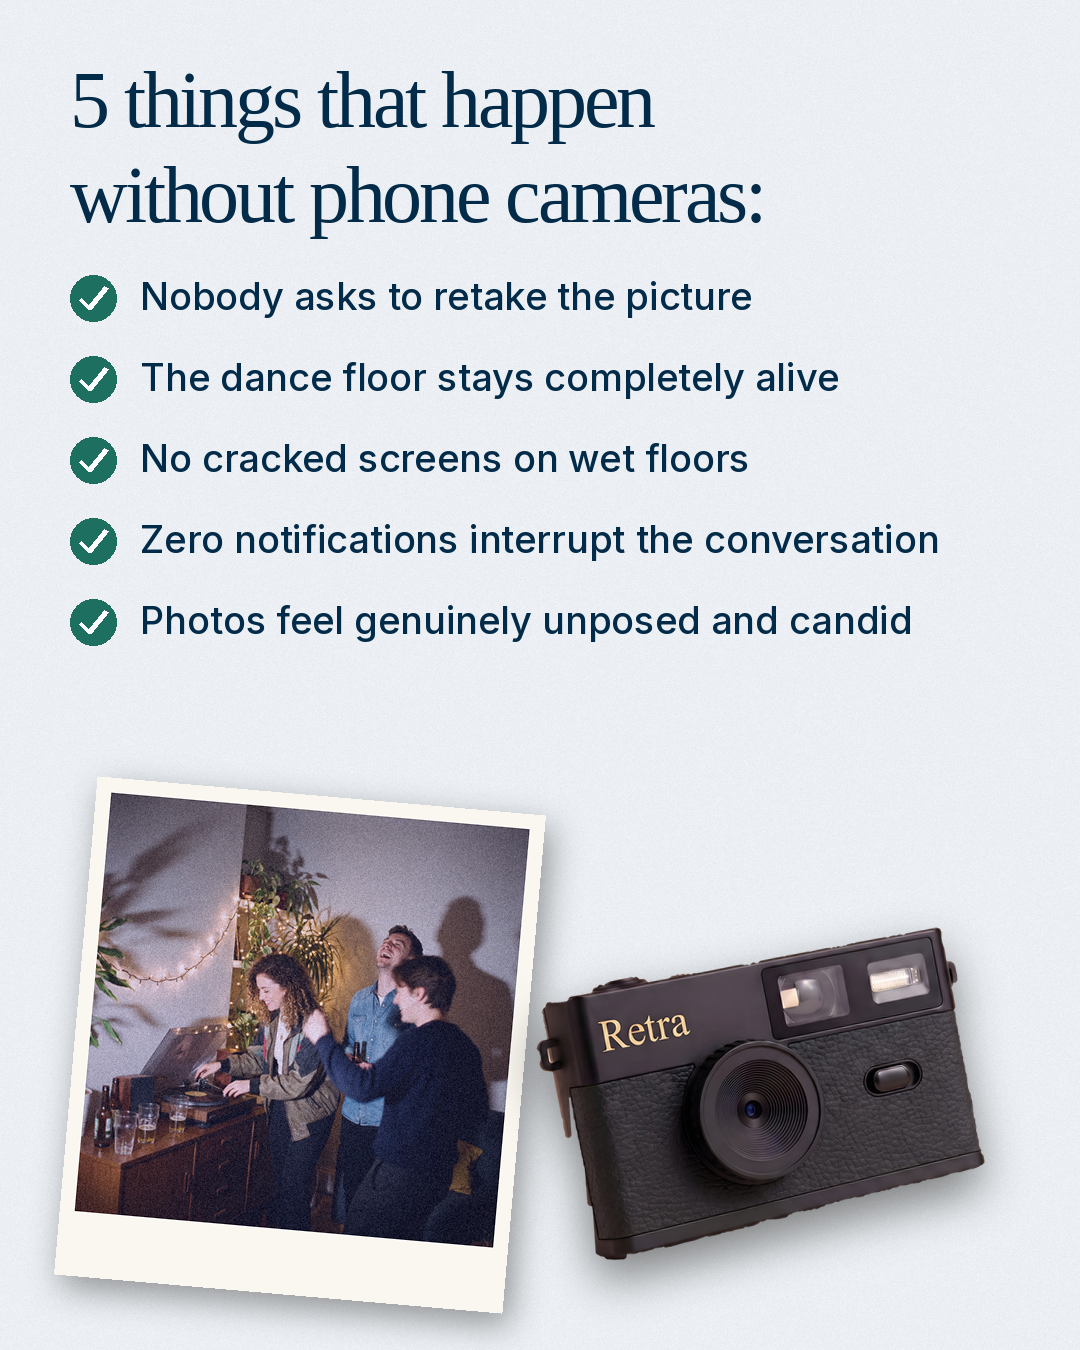 5 things that happen
without phone cameras:
Nobody asks to retake the picture
The dance floor stays completely alive
No cracked screens on wet floors
Zero notifications interrupt the conversation
Photos feel genuinely unposed and candid
Retra